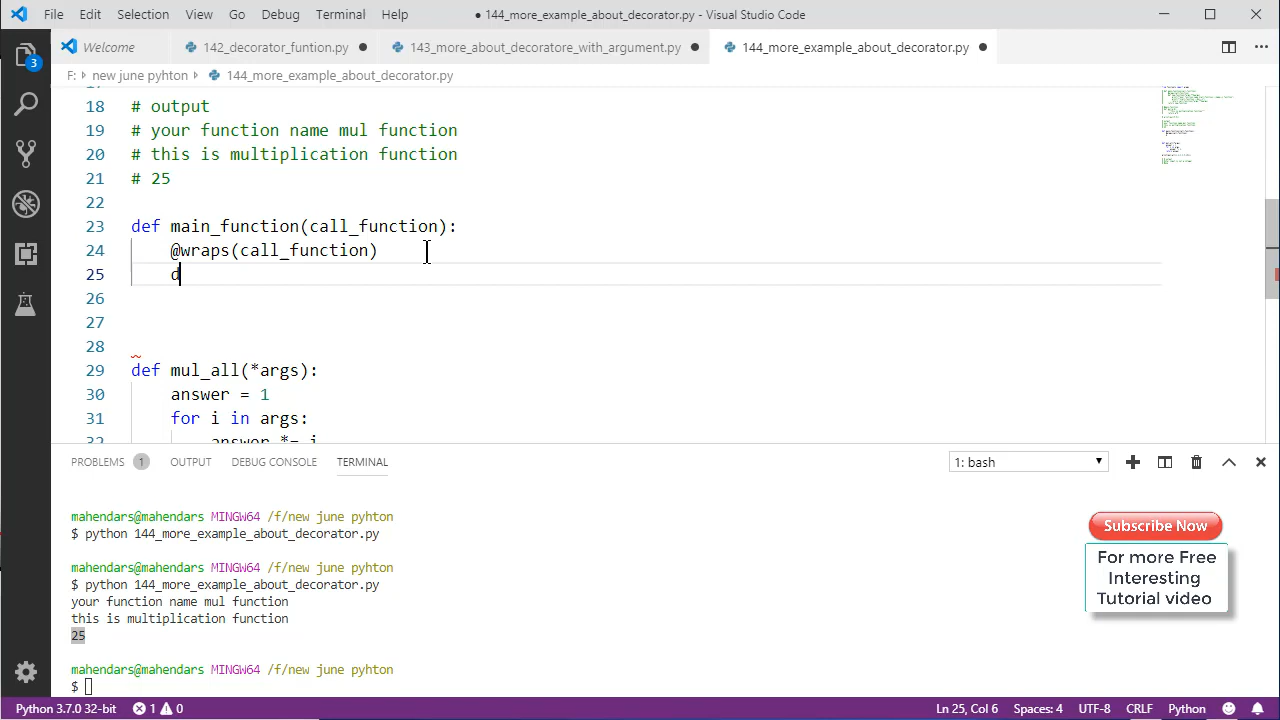 File Edit Selection View Go Debug Terminal Help ● 144_more_example_about_decorator.py - Visual Studio Code
Welcome 142_decorator_funtion.py ● 143_more_about_decoratore_with_argument.py ● 144_more_example_about_decorator.py ●
F: ▸ new june pyhton ▸ 144_more_example_about_decorator.py
18 # output
19 # your function name mul function
20 # this is multiplication function
21 # 25
22
23 def main_function(call_function):
24 @wraps(call_function)
25 d
26
27
28
29 def mul_all(*args):
30 answer = 1
31 for i in args:
32 answer *= i
PROBLEMS 1 OUTPUT DEBUG CONSOLE TERMINAL 1: bash
mahendars@mahendars MINGW64 /f/new june pyhton
$ python 144_more_example_about_decorator.py
mahendars@mahendars MINGW64 /f/new june pyhton
$ python 144_more_example_about_decorator.py
your function name mul function
this is multiplication function
25
mahendars@mahendars MINGW64 /f/new june pyhton
$
Subscribe Now
For more Free
Interesting
Tutorial video
3
Python 3.7.0 32-bit 1 0 Ln 25, Col 6 Spaces: 4 UTF-8 CRLF Python